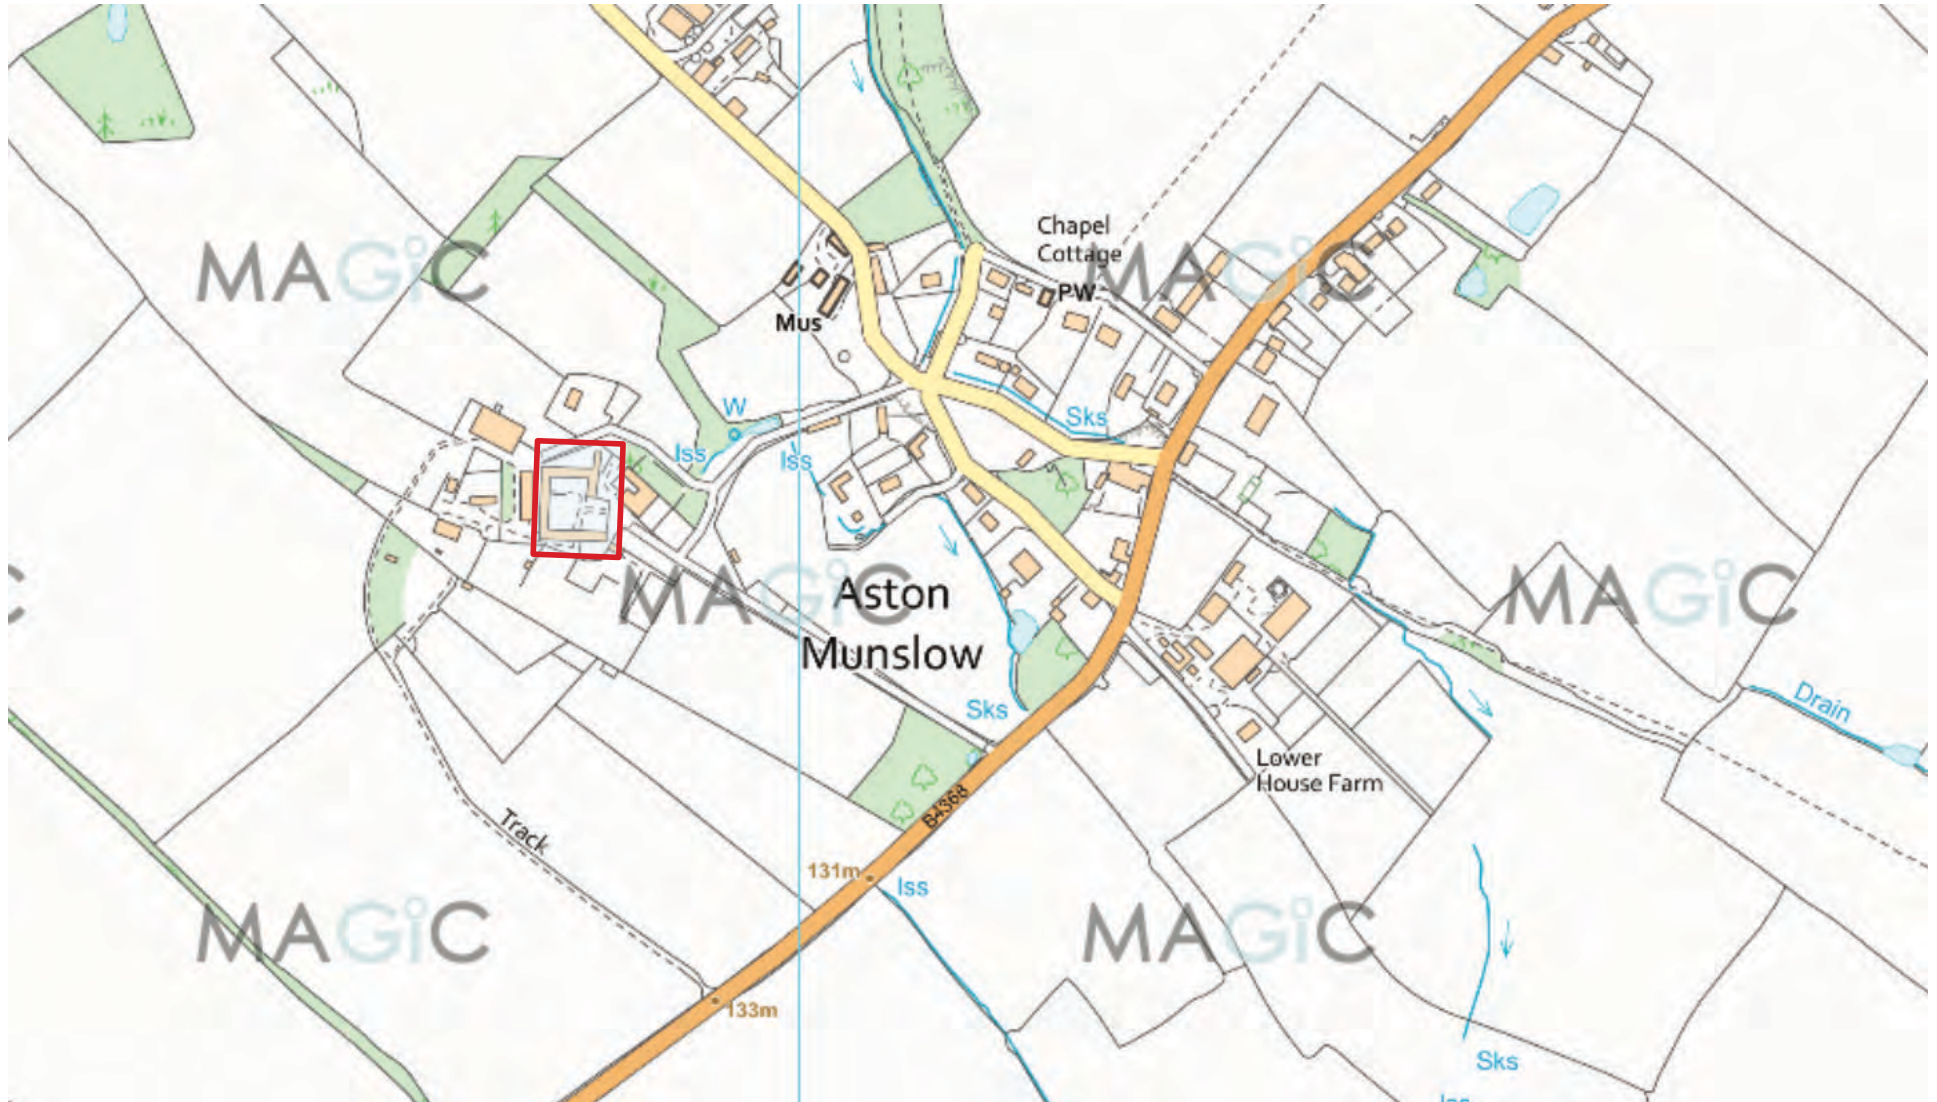 Chapel
Cottage
MAGiC
MAGiC
PW
Mus
W
Sks
Iss
Iss
MAGiC
Aston
Munslow
MAGiC
Drain
Sks
Lower
House Farm
B4368
Track
131m
Iss
MAGiC
MAGiC
133m
Sks